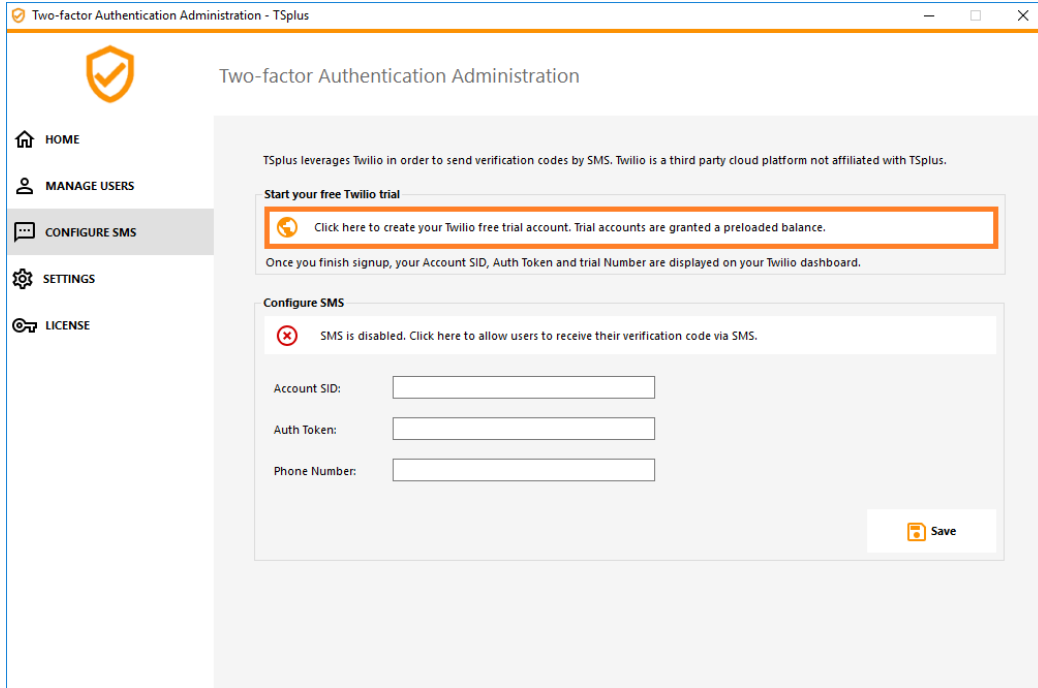 Two-factor Authentication Administration - TSplus
Two-factor Authentication Administration
HOME
MANAGE USERS
CONFIGURE SMS
SETTINGS
LICENSE
TSplus leverages Twilio in order to send verification codes by SMS. Twilio is a third party cloud platform not affiliated with TSplus.
Start your free Twilio trial
Click here to create your Twilio free trial account. Trial accounts are granted a preloaded balance.
Once you finish signup, your Account SID, Auth Token and trial Number are displayed on your Twilio dashboard.
Configure SMS
SMS is disabled. Click here to allow users to receive their verification code via SMS.
Account SID:
Auth Token:
Phone Number:
Save